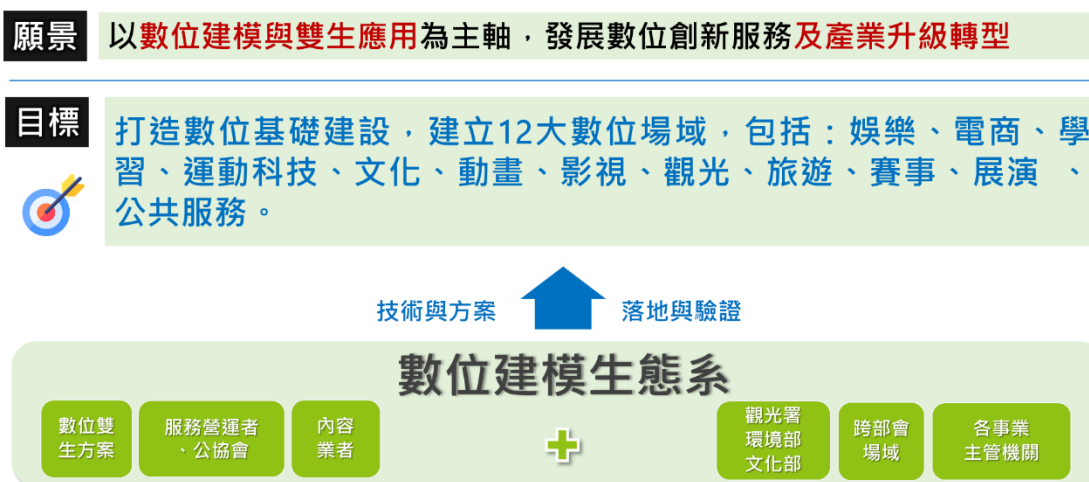 願景
以數位建模與雙生應用為主軸，發展數位創新服務及產業升級轉型
目標
打造數位基礎建設，建立12大數位場域，包括：娛樂、電商、學
習、運動科技、文化、動畫、影視、觀光、旅遊、賽事、展演 、
公共服務。
技術與方案
落地與驗證
數位建模生態系
數位雙
生方案
服務營運者
、公協會
內容
業者
觀光署
環境部
文化部
跨部會
場域
各事業
主管機關